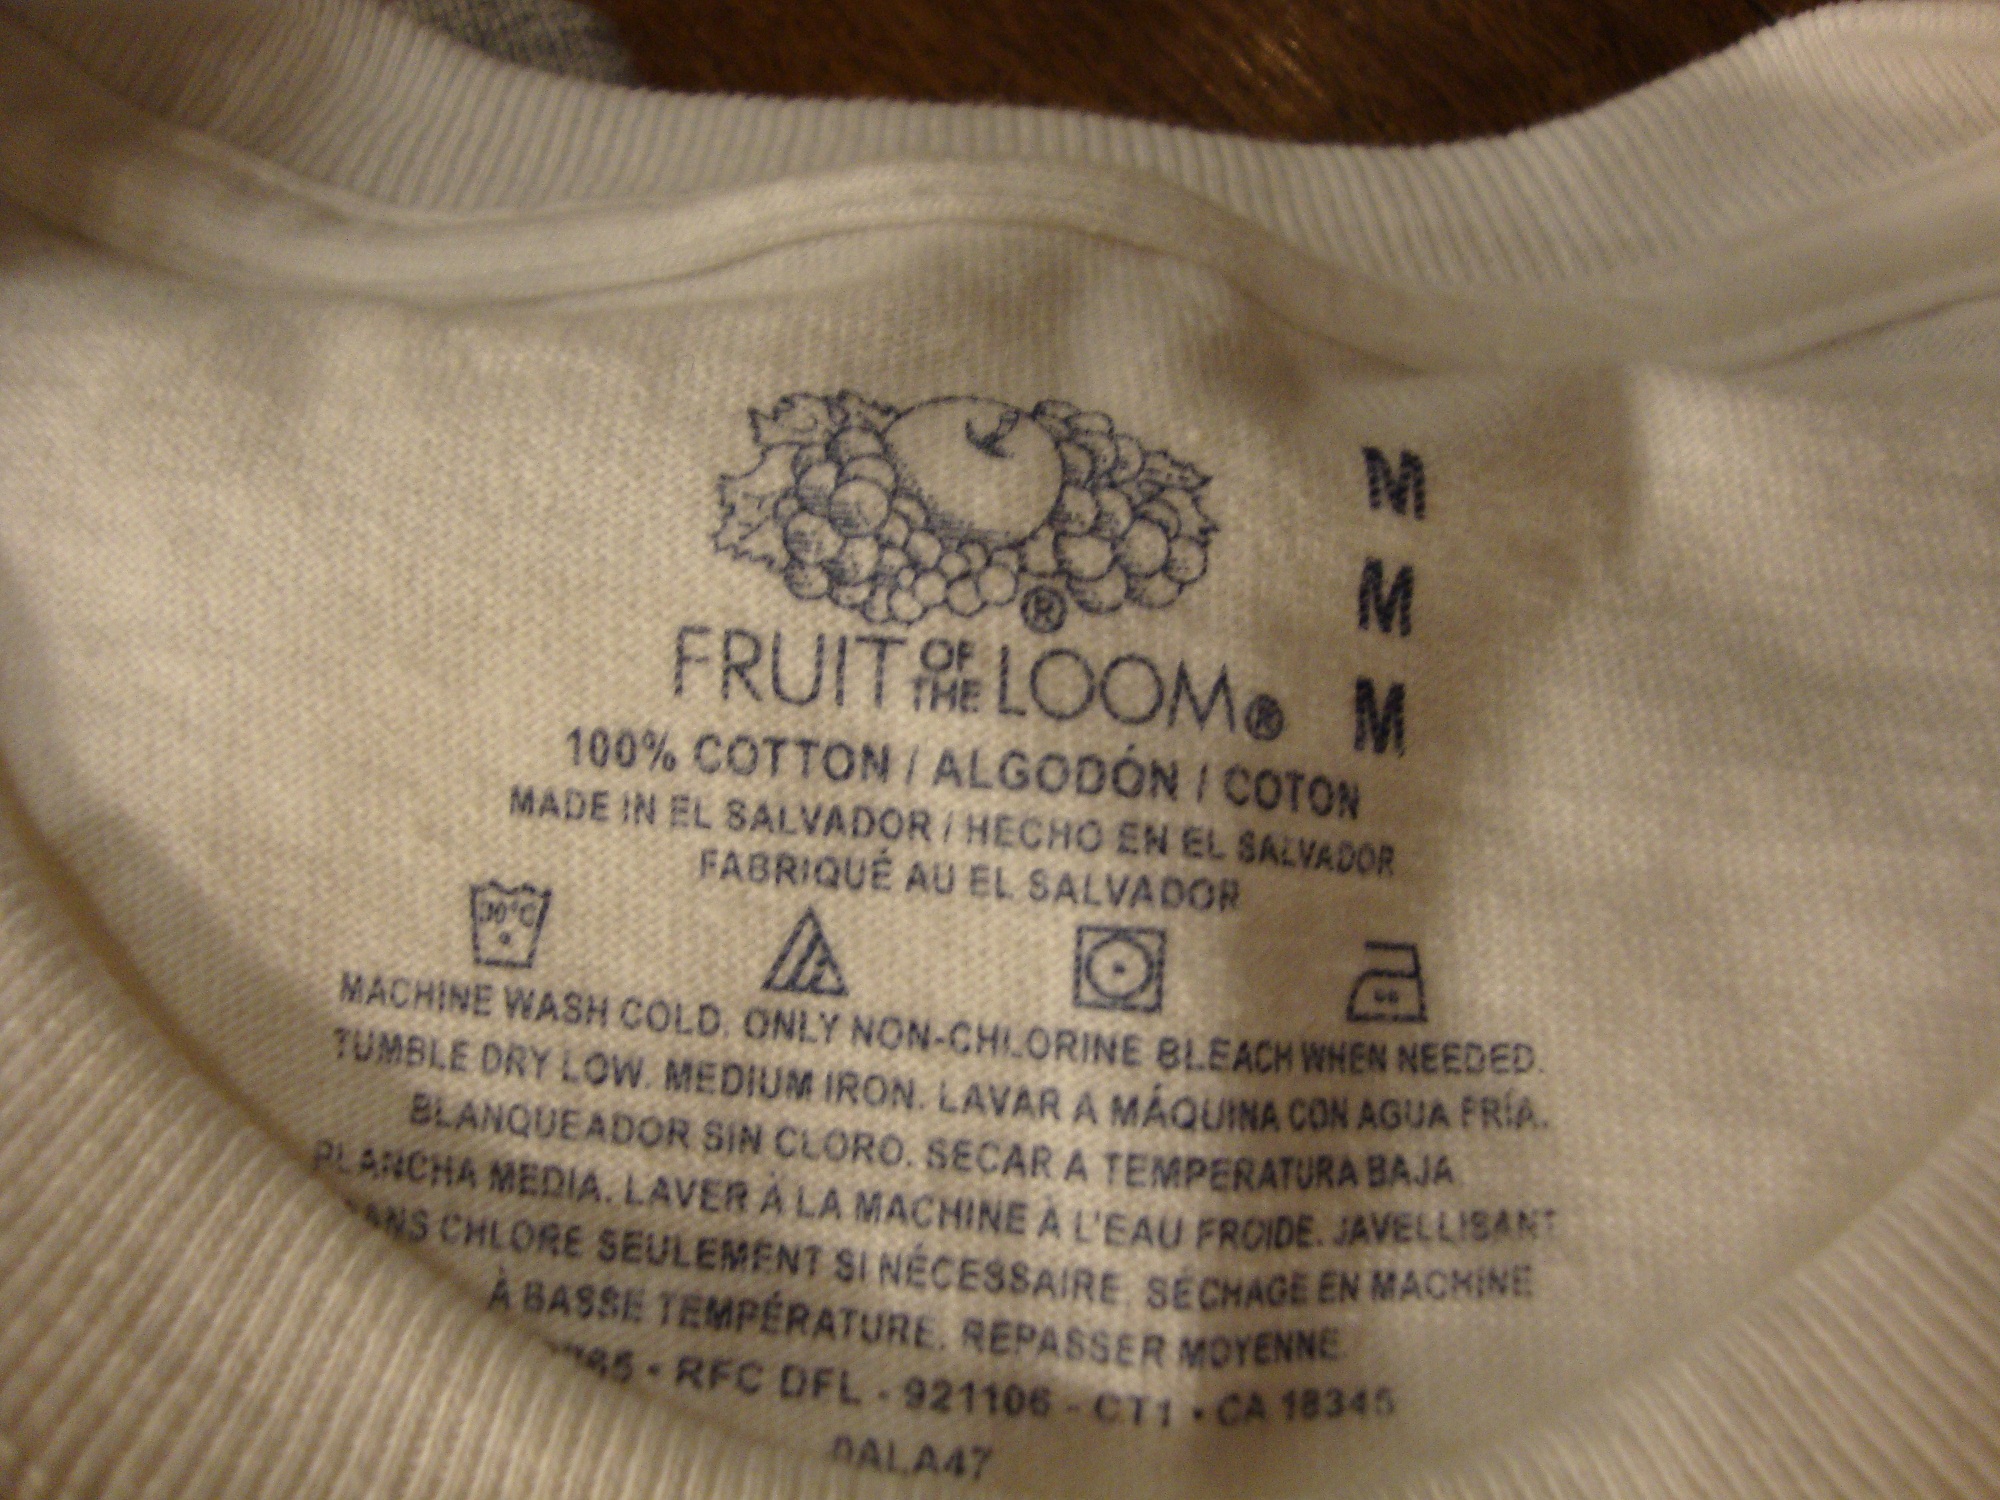 M
M
M
®
FRUIT OF THE LOOM®
100% COTTON / ALGODÓN / COTON
MADE IN EL SALVADOR / HECHO EN EL SALVADOR
FABRIQUÉ AU EL SALVADOR
30°C
MACHINE WASH COLD. ONLY NON-CHLORINE BLEACH WHEN NEEDED.
TUMBLE DRY LOW. MEDIUM IRON. LAVAR A MÁQUINA CON AGUA FRÍA.
BLANQUEADOR SIN CLORO. SECAR A TEMPERATURA BAJA
PLANCHA MEDIA. LAVER À LA MACHINE À L'EAU FROIDE. JAVELLISANT
SANS CHLORE SEULEMENT SI NÉCESSAIRE. SÉCHAGE EN MACHINE
À BASSE TEMPÉRATURE. REPASSER MOYENNE.
- RFC DFL - 921106 - CT1 • CA 18345